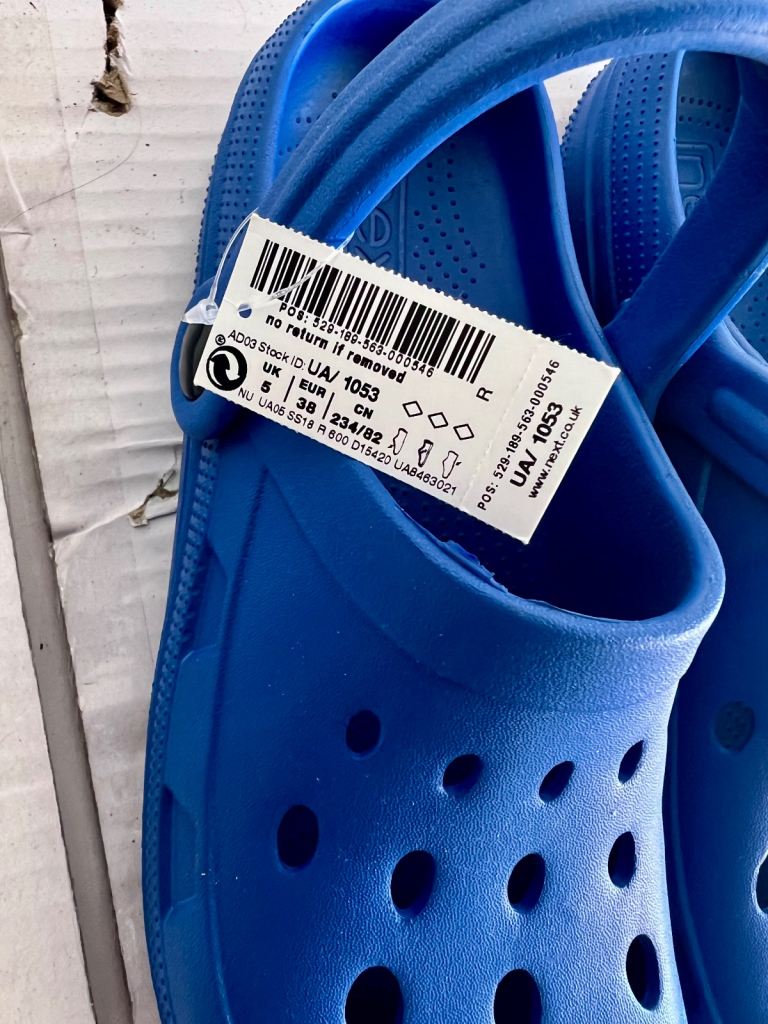 POS: 529-189-563-000546
no return if removed
R
AD03 Stock ID: UA/ 1053
UK EUR CN
5 38 234/82
NU UA05 SS18 R 600 D15420 UA8463021
POS: 529-189-563-000546
UA/ 1053
www.next.co.uk